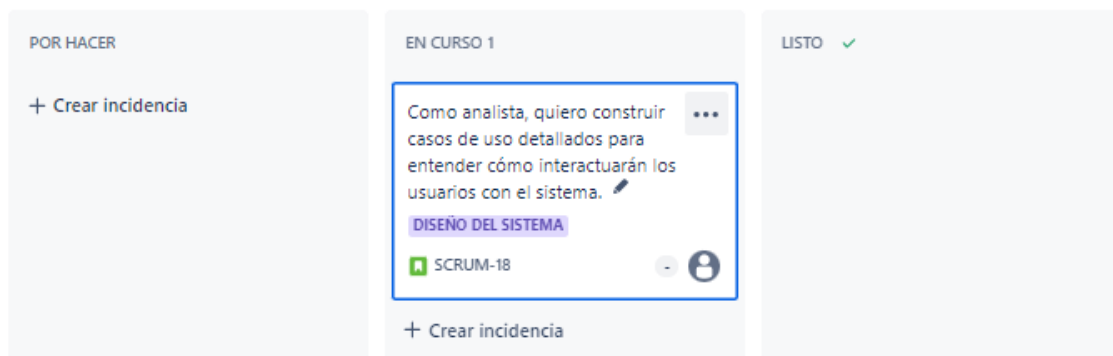 POR HACER
+ Crear incidencia
EN CURSO 1
Como analista, quiero construir
casos de uso detallados para
entender cómo interactuarán los
usuarios con el sistema.
DISEÑO DEL SISTEMA
SCRUM-18
-
+ Crear incidencia
LISTO